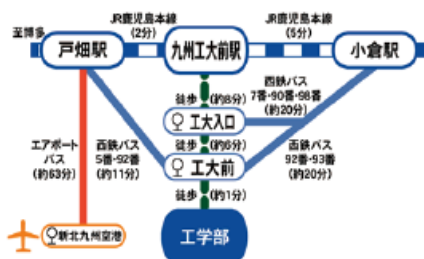 JR鹿児島本線
(2分)
JR鹿児島本線
(5分)
至博多
戸畑駅
九州工大前駅
小倉駅
徒歩 (約8分)
西鉄バス
7番・90番・98番
(約20分)
工大入口
エアポート
バス
(約63分)
西鉄バス
5番・92番
(約11分)
徒歩 (約6分)
西鉄バス
92番・93番
(約20分)
工大前
徒歩 (約1分)
新北九州空港
工学部